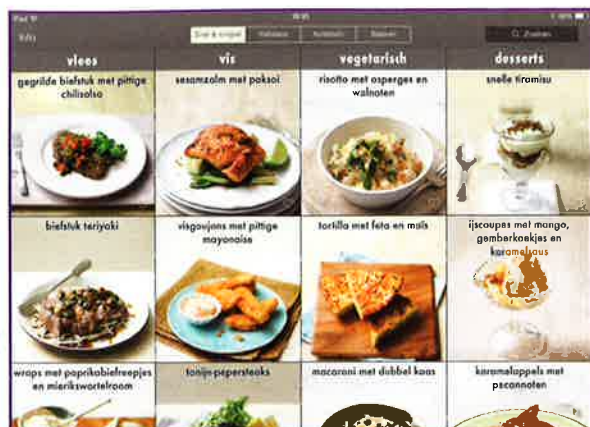 iPad
Snel & simpel
Zoeken
vlees
vis
vegetarisch
desserts
gegrilde biefstuk met pittige
chilisalsa
sesamzalm met paksoi
risotto met asperges en
walnoten
snelle tiramisu
biefstuk teriyaki
visgoujons met pittige
mayonaise
tortilla met feta en maïs
ijscoupes met mango,
gemberkoekjes en
karamelsaus
wraps met paprikabiefreepjes
en mierikswortelroom
tonijn-pepersteaks
macaroni met dubbel kaas
karamelappels met
pecannoten